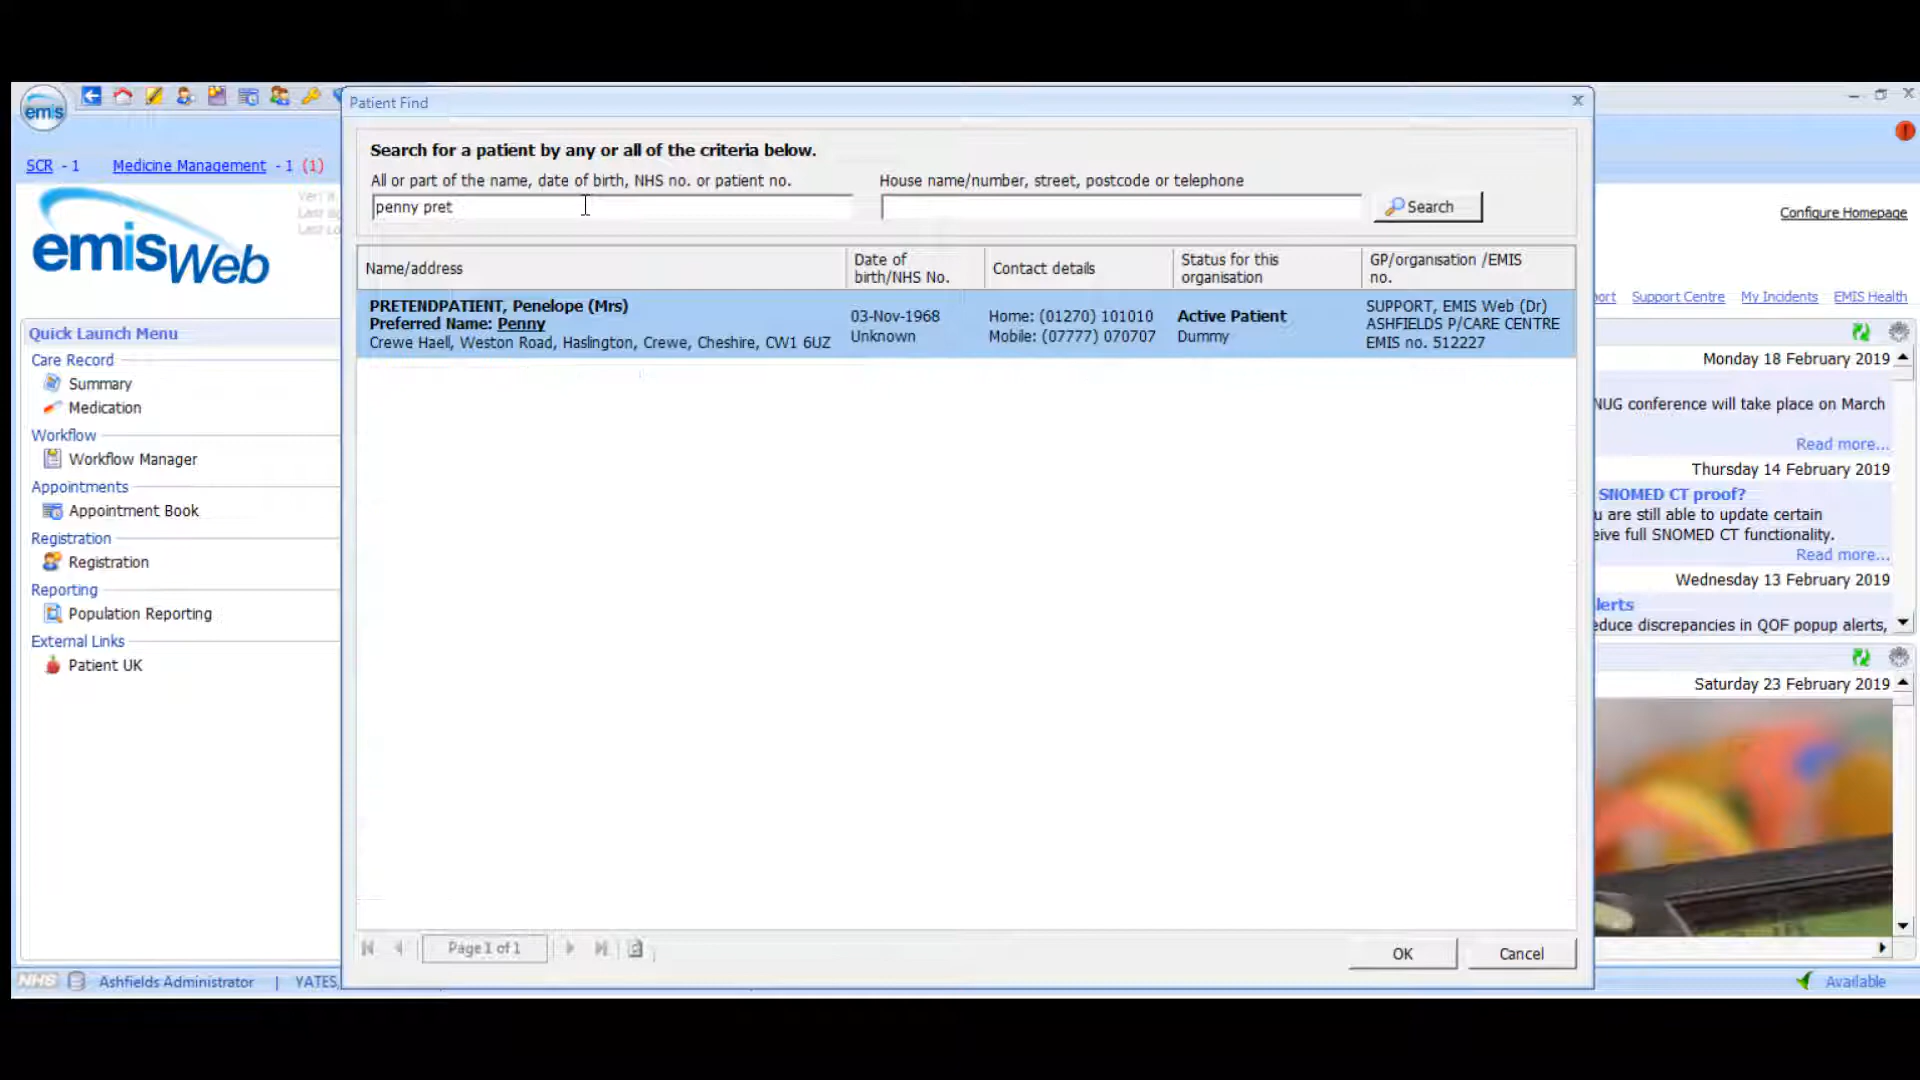 emis
Patient Find
SCR - 1 Medicine Management - 1 (1)
emisWeb
Configure Homepage
Support Centre My Incidents EMIS Health
Search for a patient by any or all of the criteria below.
All or part of the name, date of birth, NHS no. or patient no.
House name/number, street, postcode or telephone
penny pret
Search
Name/address
Date of
birth/NHS No.
Contact details
Status for this
organisation
GP/organisation /EMIS
no.
PRETENDPATIENT, Penelope (Mrs)
Preferred Name: Penny
Crewe Haell, Weston Road, Haslington, Crewe, Cheshire, CW1 6UZ
03-Nov-1968
Unknown
Home: (01270) 101010
Mobile: (07777) 070707
Active Patient
Dummy
SUPPORT, EMIS Web (Dr)
ASHFIELDS P/CARE CENTRE
EMIS no. 512227
Quick Launch Menu
Care Record
Summary
Medication
Workflow
Workflow Manager
Appointments
Appointment Book
Registration
Registration
Reporting
Population Reporting
External Links
Patient UK
Monday 18 February 2019
NUG conference will take place on March
Read more...
Thursday 14 February 2019
SNOMED CT proof?
u are still able to update certain
eive full SNOMED CT functionality.
Read more...
Wednesday 13 February 2019
lerts
educe discrepancies in QOF popup alerts,
Saturday 23 February 2019
Page 1 of 1
OK
Cancel
NHS Ashfields Administrator | YATES,
Available